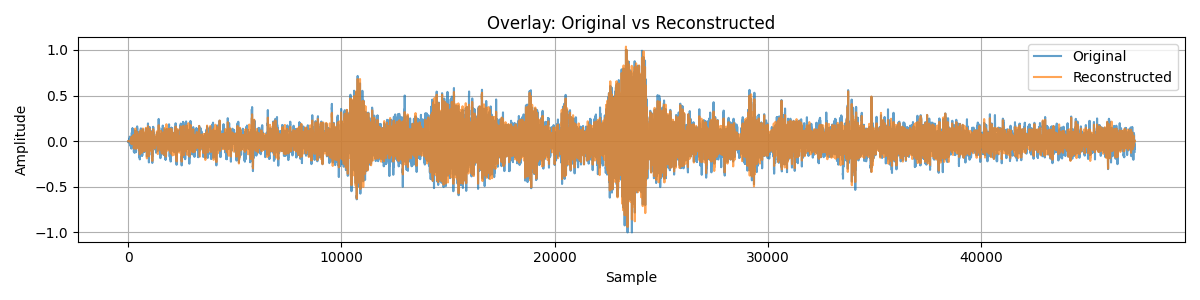 Overlay: Original vs Reconstructed
1.0
0.5
0.0
−0.5
−1.0
Amplitude
Original
Reconstructed
0
10000
20000
30000
40000
Sample